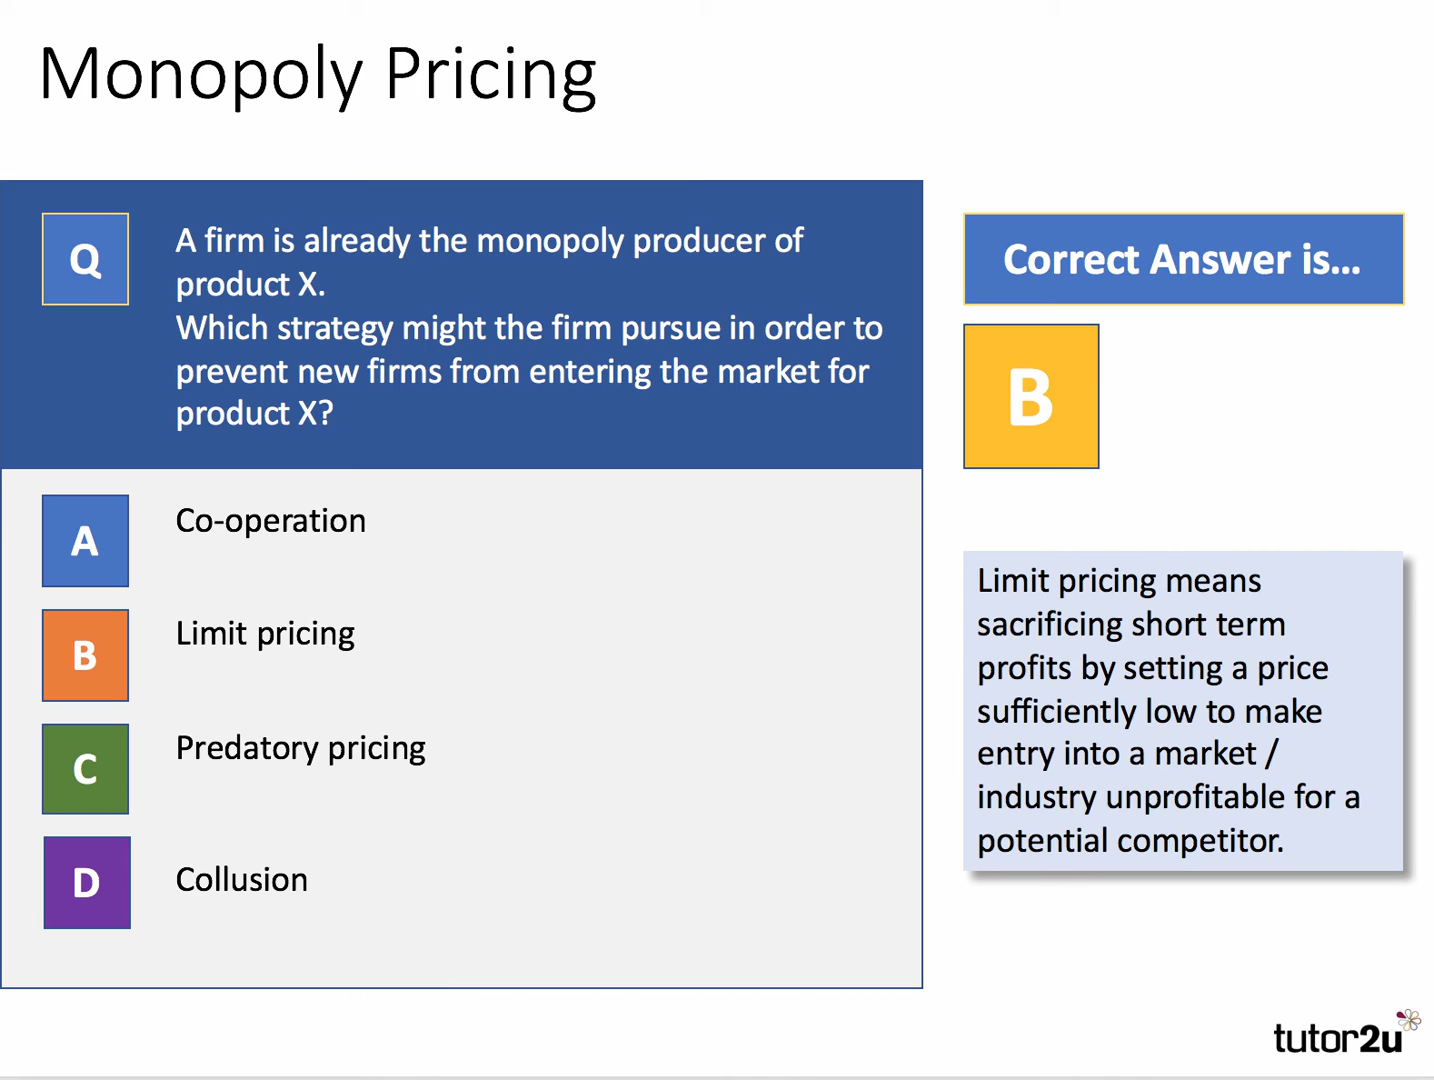 Monopoly Pricing
Q
A firm is already the monopoly producer of
product X.
Which strategy might the firm pursue in order to
prevent new firms from entering the market for
product X?
A
Co-operation
B
Limit pricing
C
Predatory pricing
D
Collusion
Correct Answer is...
B
Limit pricing means
sacrificing short term
profits by setting a price
sufficiently low to make
entry into a market /
industry unprofitable for a
potential competitor.
tutor2u